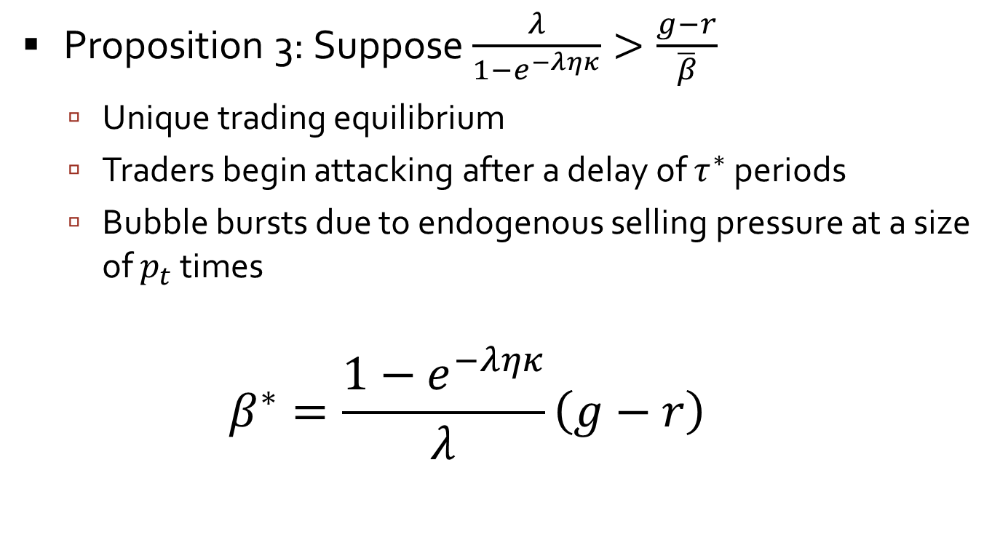 ▪ Proposition 3: Suppose $\frac{\lambda}{1-e^{-\lambda\eta\kappa}} > \frac{g-r}{\bar{\beta}}$
▫ Unique trading equilibrium
▫ Traders begin attacking after a delay of $\tau^*$ periods
▫ Bubble bursts due to endogenous selling pressure at a size
of $p_t$ times
$\beta^* = \frac{1-e^{-\lambda\eta\kappa}}{\lambda}(g-r)$